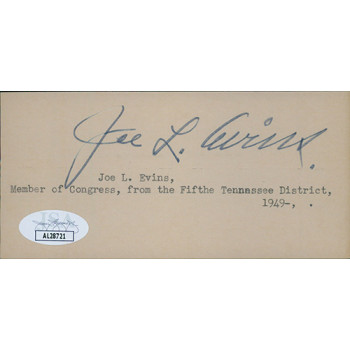 Joe L. Evins.
Joe L. Evins,
Member of Congress, from the Fifthe Tennassee District,
1949-, .
AL28721